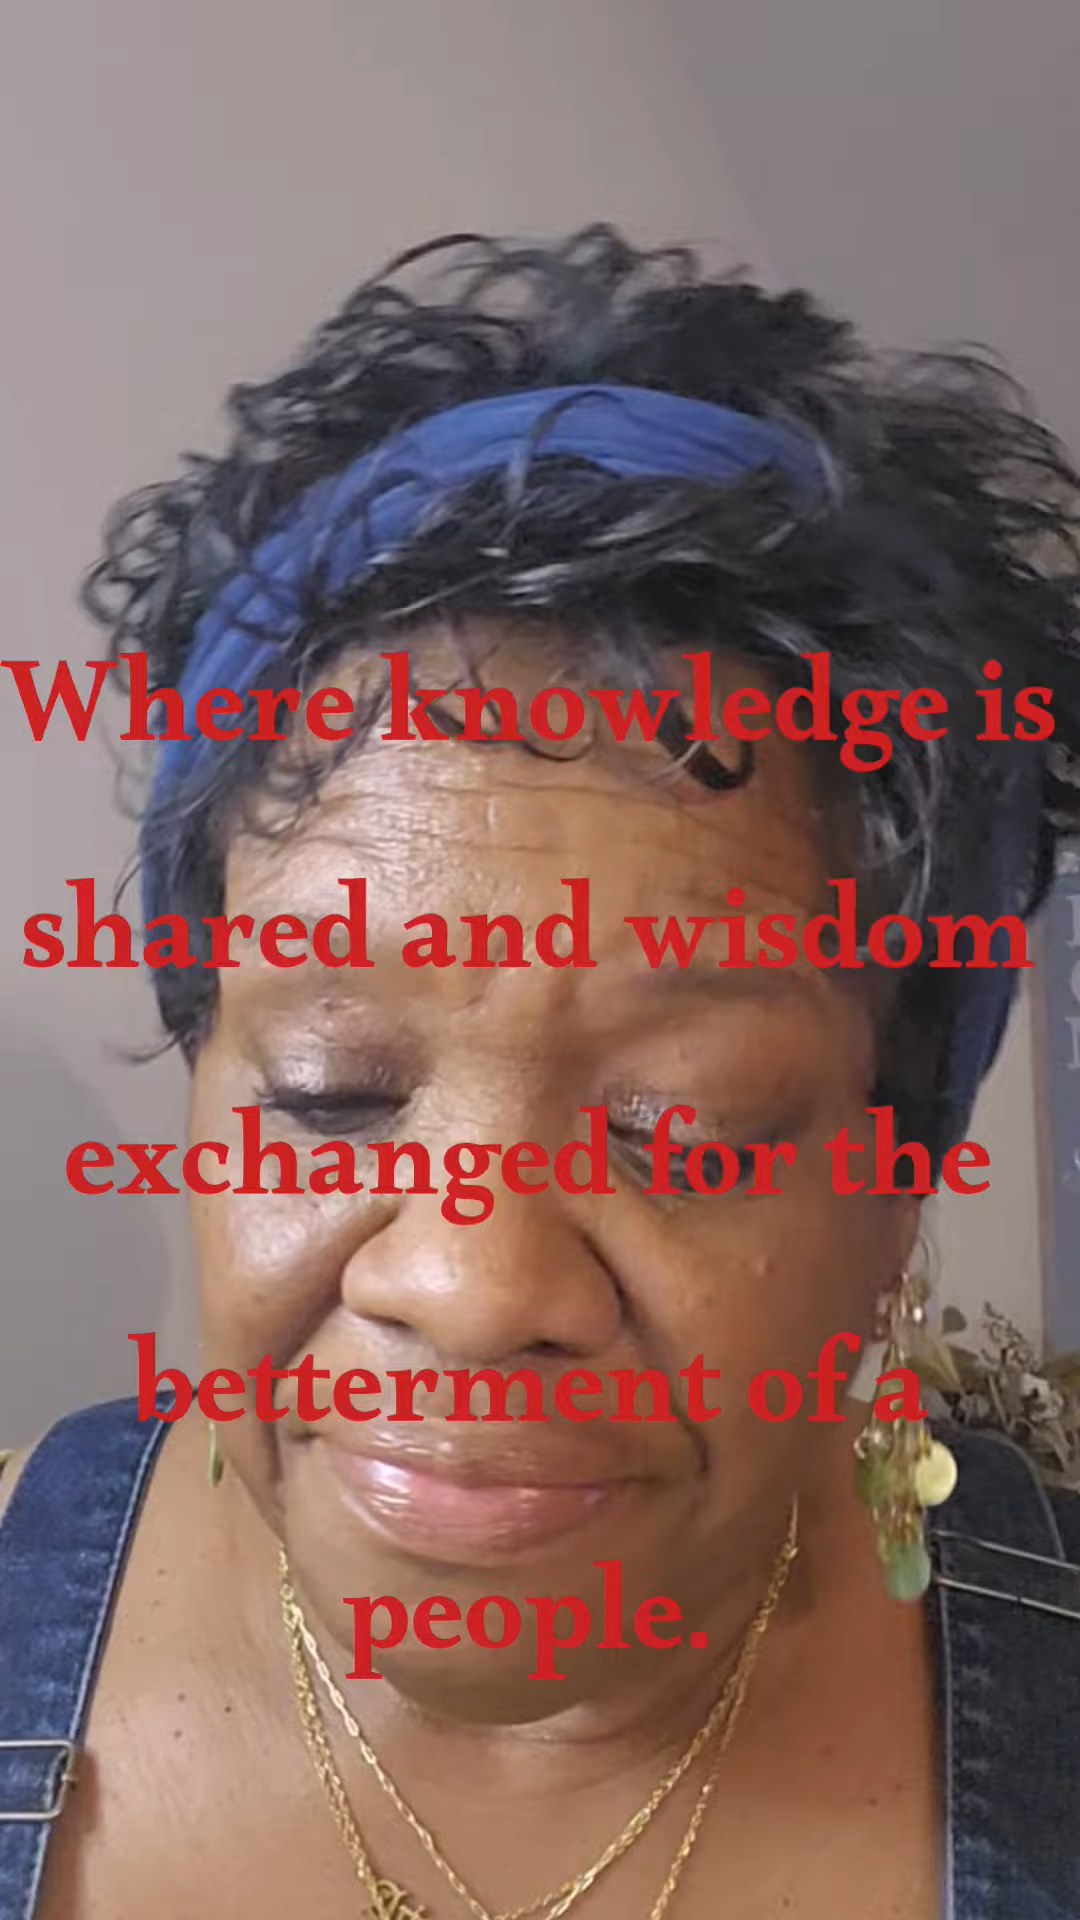 Where knowledge is
shared and wisdom
exchanged for the
betterment of a
people.